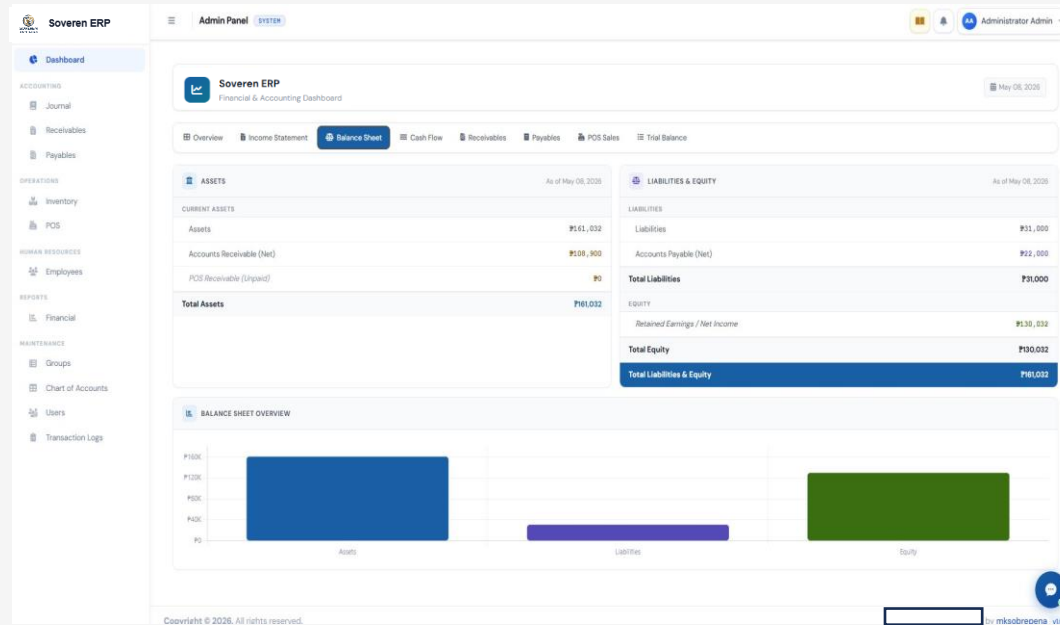 Soveren ERP
Admin Panel SYSTEM
AA Administrator Admin
Dashboard
ACCOUNTING
Journal
Receivables
Payables
OPERATIONS
Inventory
POS
HUMAN RESOURCES
Employees
REPORTS
Financial
MAINTENANCE
Groups
Chart of Accounts
Users
Transaction Logs
Soveren ERP
Financial & Accounting Dashboard
May 08, 2026
Overview Income Statement Balance Sheet Cash Flow Receivables Payables POS Sales Trial Balance
ASSETS As of May 08, 2026
CURRENT ASSETS
Assets ₱161,032
Accounts Receivable (Net) ₱108,900
POS Receivable (Unpaid) ₱0
Total Assets ₱161,032
LIABILITIES & EQUITY As of May 08, 2026
LIABILITIES
Liabilities ₱31,000
Accounts Payable (Net) ₱22,000
Total Liabilities ₱31,000
EQUITY
Retained Earnings / Net Income ₱130,032
Total Equity ₱130,032
Total Liabilities & Equity ₱161,032
BALANCE SHEET OVERVIEW
₱160K
₱120K
₱80K
₱40K
₱0
Assets Liabilities Equity
Copyright © 2026. All rights reserved.
by mksobrepena